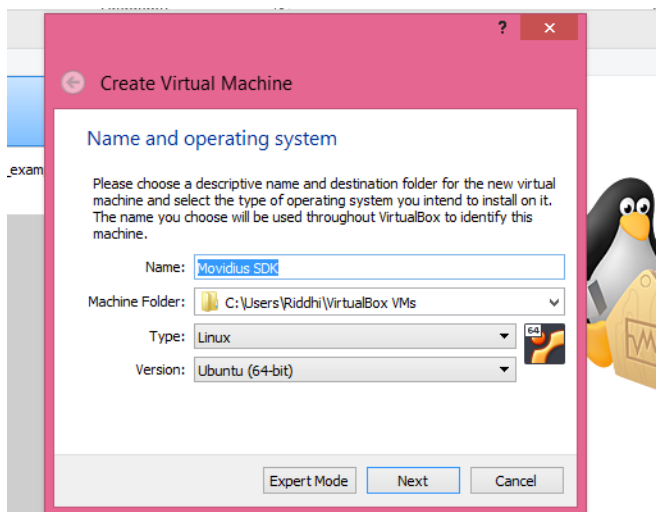 ?
Create Virtual Machine
Name and operating system
_exam
Please choose a descriptive name and destination folder for the new virtual
machine and select the type of operating system you intend to install on it.
The name you choose will be used throughout VirtualBox to identify this
machine.
Name: Movidius SDK
Machine Folder: C:\Users\Riddhi\VirtualBox VMs
Type: Linux
64
Version: Ubuntu (64-bit)
Expert Mode Next Cancel